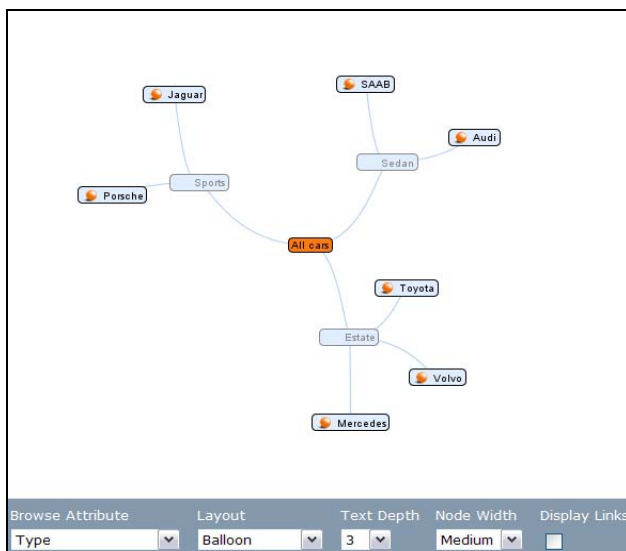 SAAB
Jaguar
Audi
Sedan
Sports
Porsche
All cars
Toyota
Estate
Volvo
Mercedes
Browse Attribute Layout Text Depth Node Width Display Links
Type Balloon 3 Medium